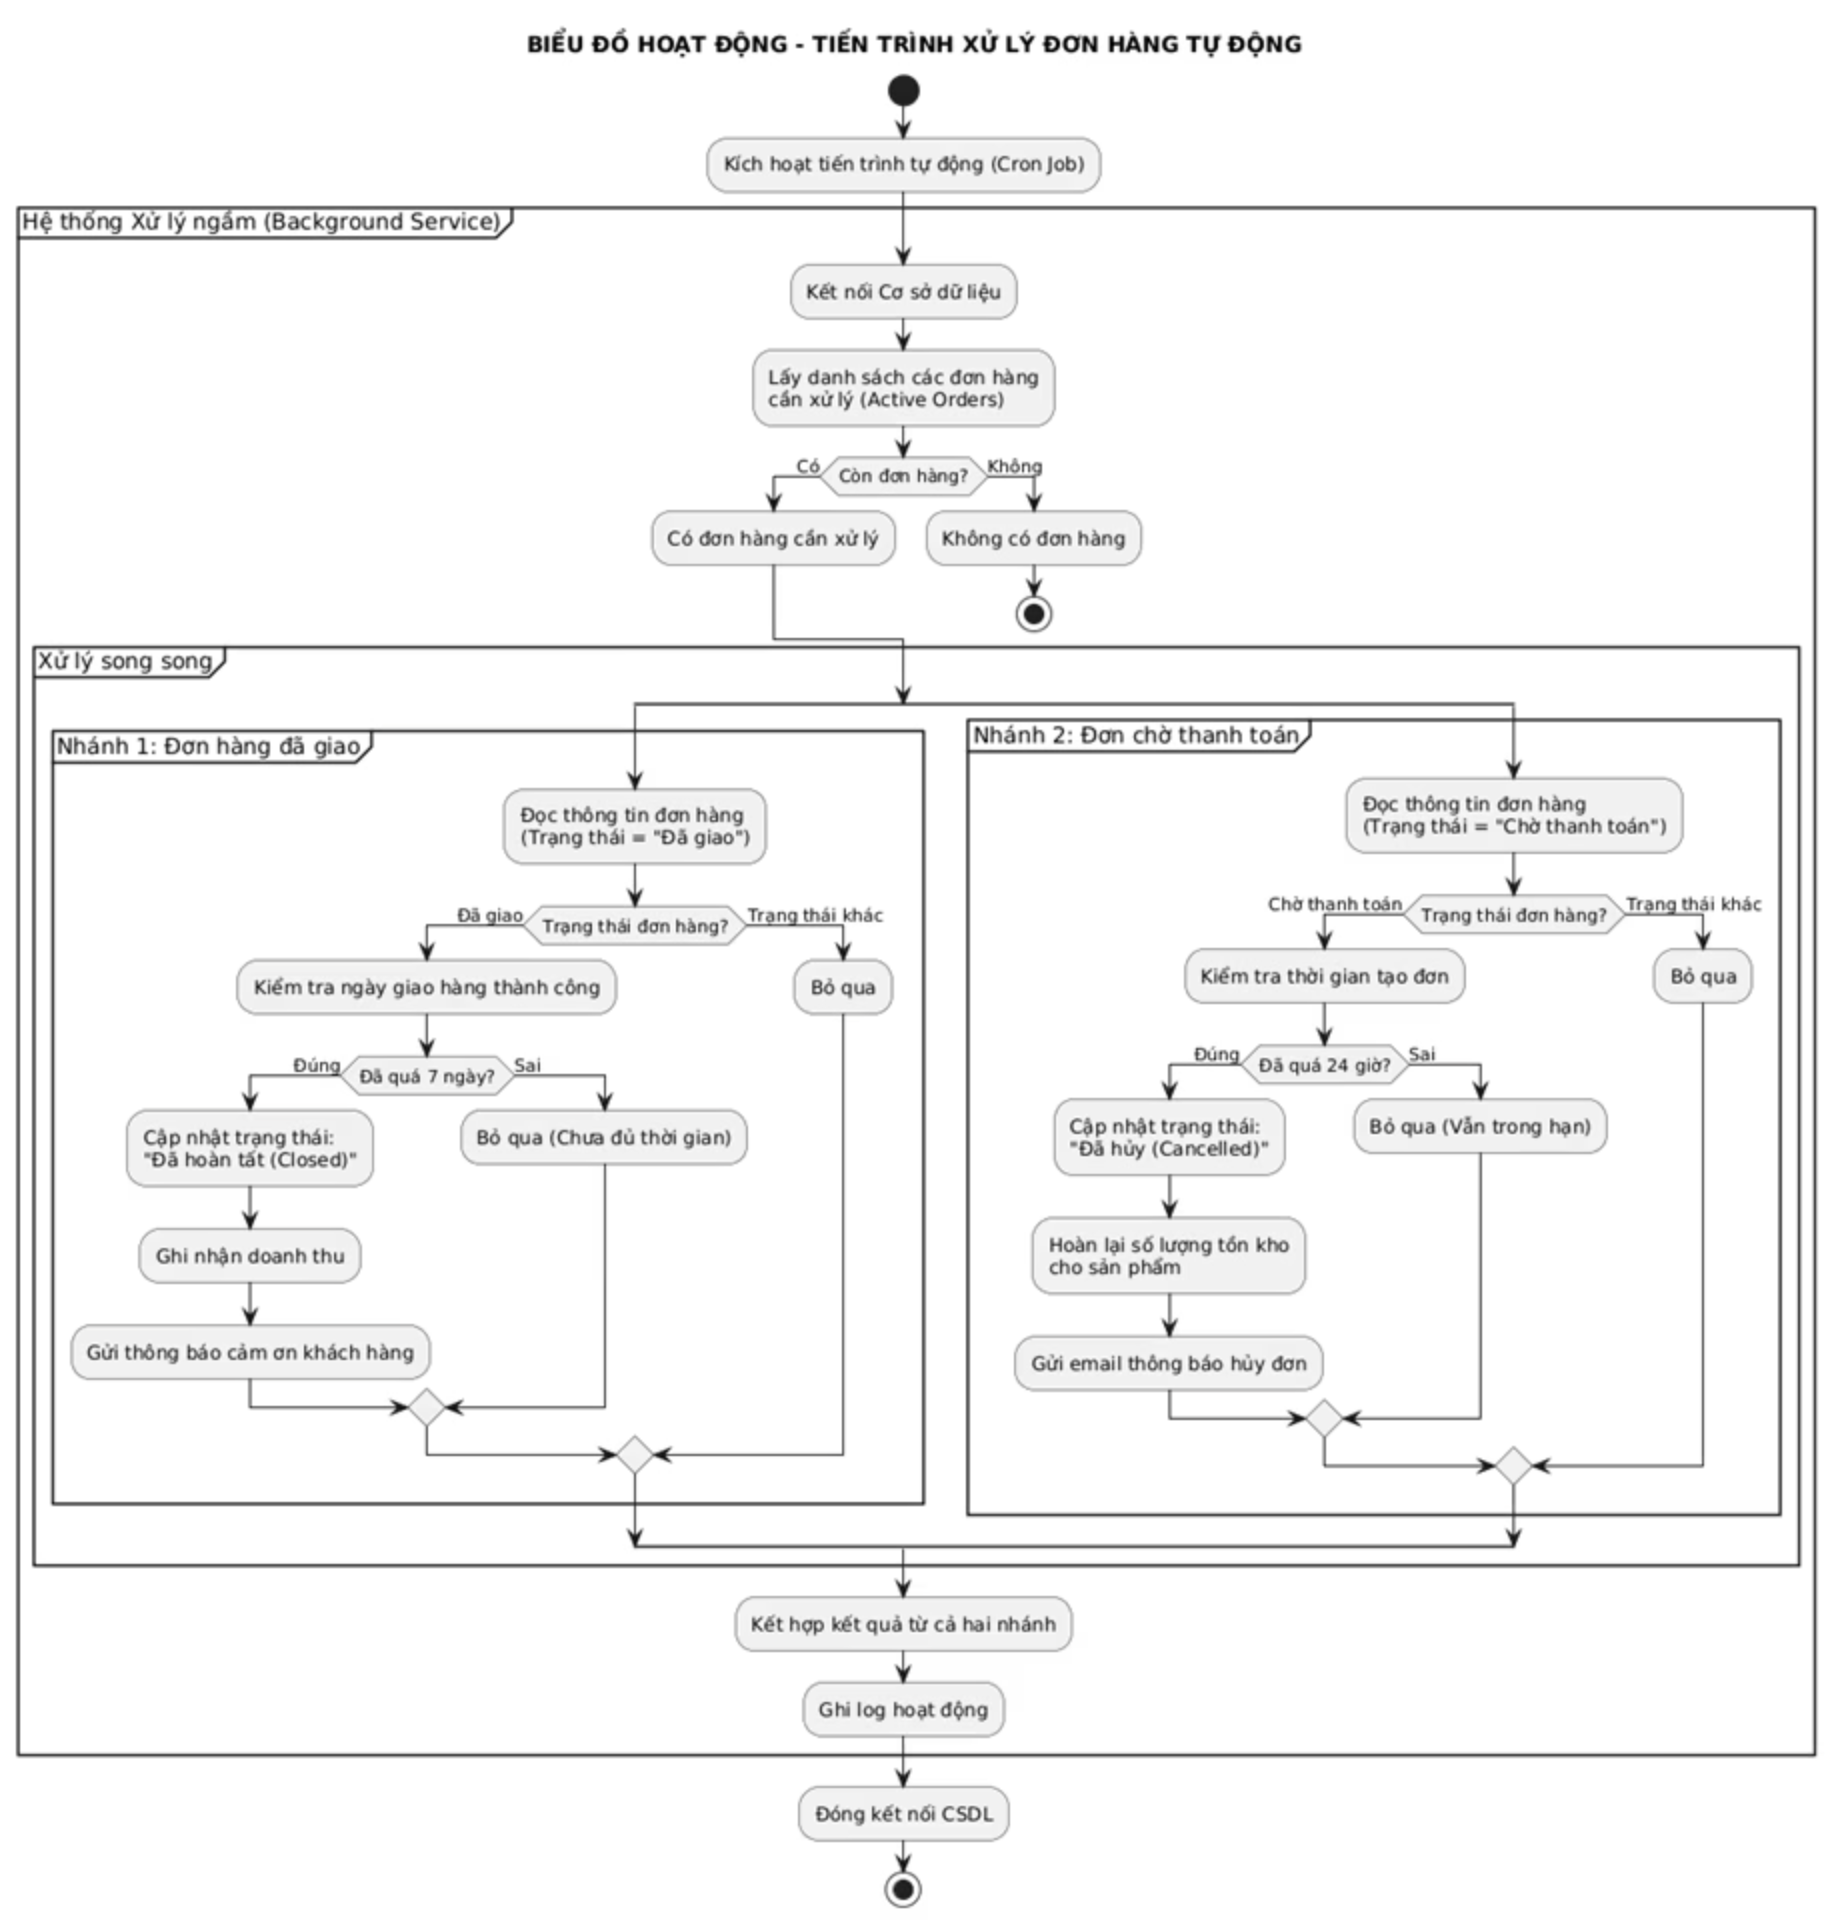 BIỂU ĐỒ HOẠT ĐỘNG - TIẾN TRÌNH XỬ LÝ ĐƠN HÀNG TỰ ĐỘNG
Kích hoạt tiến trình tự động (Cron Job)
Hệ thống Xử lý ngầm (Background Service)
Kết nối Cơ sở dữ liệu
Lấy danh sách các đơn hàng
cần xử lý (Active Orders)
Có
Còn đơn hàng?
Không
Có đơn hàng cần xử lý
Không có đơn hàng
Xử lý song song
Nhánh 1: Đơn hàng đã giao
Đọc thông tin đơn hàng
(Trạng thái = "Đã giao")
Đã giao
Trạng thái đơn hàng?
Trạng thái khác
Kiểm tra ngày giao hàng thành công
Bỏ qua
Đúng
Đã quá 7 ngày?
Sai
Cập nhật trạng thái:
"Đã hoàn tất (Closed)"
Bỏ qua (Chưa đủ thời gian)
Ghi nhận doanh thu
Gửi thông báo cảm ơn khách hàng
Nhánh 2: Đơn chờ thanh toán
Đọc thông tin đơn hàng
(Trạng thái = "Chờ thanh toán")
Chờ thanh toán
Trạng thái đơn hàng?
Trạng thái khác
Kiểm tra thời gian tạo đơn
Bỏ qua
Đúng
Đã quá 24 giờ?
Sai
Cập nhật trạng thái:
"Đã hủy (Cancelled)"
Bỏ qua (Vẫn trong hạn)
Hoàn lại số lượng tồn kho
cho sản phẩm
Gửi email thông báo hủy đơn
Kết hợp kết quả từ cả hai nhánh
Ghi log hoạt động
Đóng kết nối CSDL